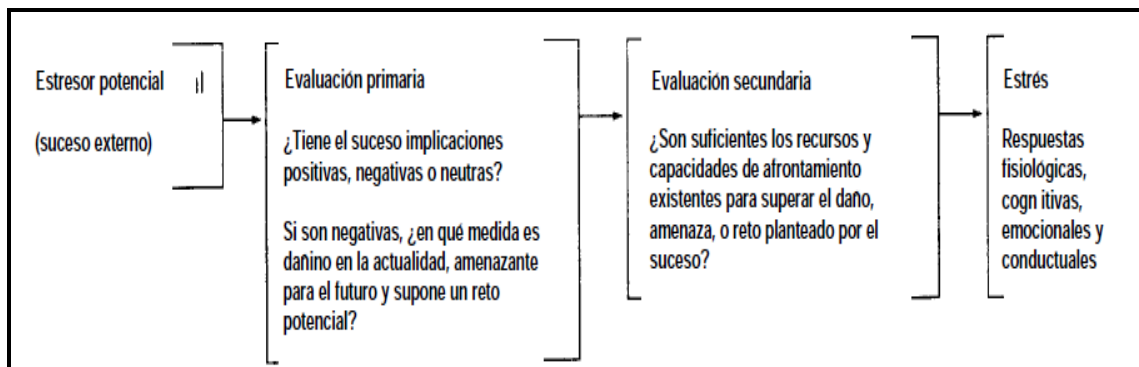 Estresor potencial
(suceso externo)
Evaluación primaria
¿Tiene el suceso implicaciones
positivas, negativas o neutras?
Si son negativas, ¿en qué medida es
dañino en la actualidad, amenazante
para el futuro y supone un reto
potencial?
Evaluación secundaria
¿Son suficientes los recursos y
capacidades de afrontamiento
existentes para superar el daño,
amenaza, o reto planteado por el
suceso?
Estrés
Respuestas
fisiológicas,
cogn itivas,
emocionales y
conductuales